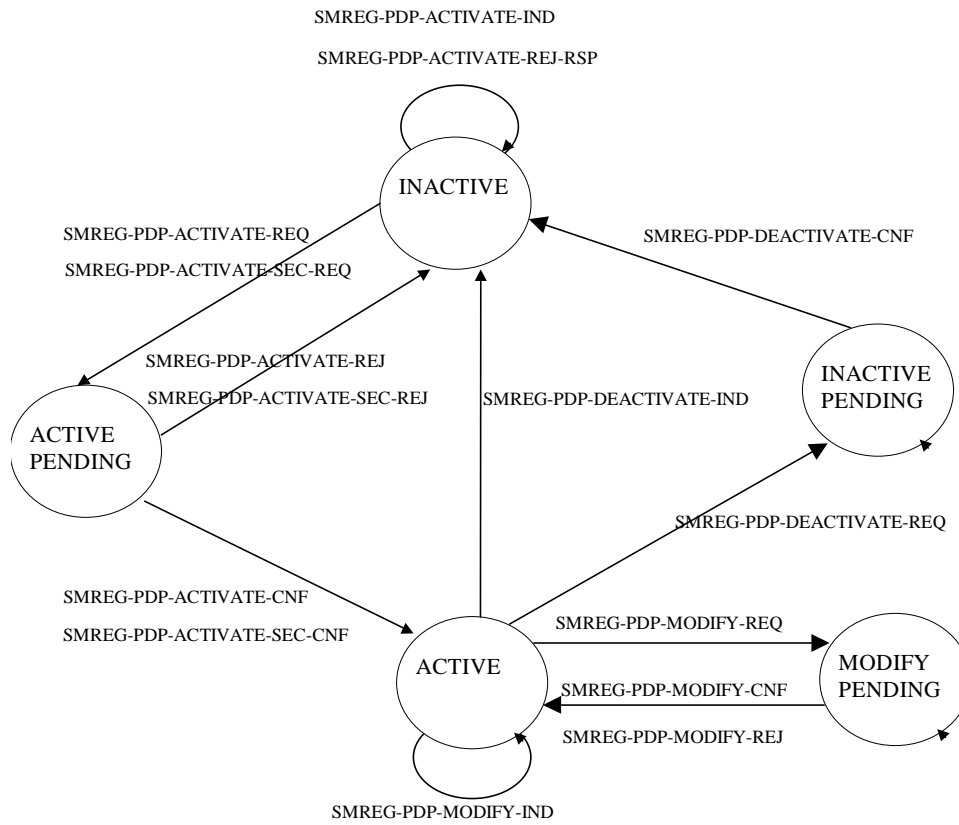 SMREG-PDP-ACTIVATE-IND
SMREG-PDP-ACTIVATE-REJ-RSP
INACTIVE
SMREG-PDP-ACTIVATE-REQ
SMREG-PDP-ACTIVATE-SEC-REQ
SMREG-PDP-DEACTIVATE-CNF
SMREG-PDP-ACTIVATE-REJ
SMREG-PDP-ACTIVATE-SEC-REJ
SMREG-PDP-DEACTIVATE-IND
INACTIVE
PENDING
ACTIVE
PENDING
SMREG-PDP-DEACTIVATE-REQ
SMREG-PDP-ACTIVATE-CNF
SMREG-PDP-ACTIVATE-SEC-CNF
SMREG-PDP-MODIFY-REQ
ACTIVE
MODIFY
PENDING
SMREG-PDP-MODIFY-CNF
SMREG-PDP-MODIFY-REJ
SMREG-PDP-MODIFY-IND